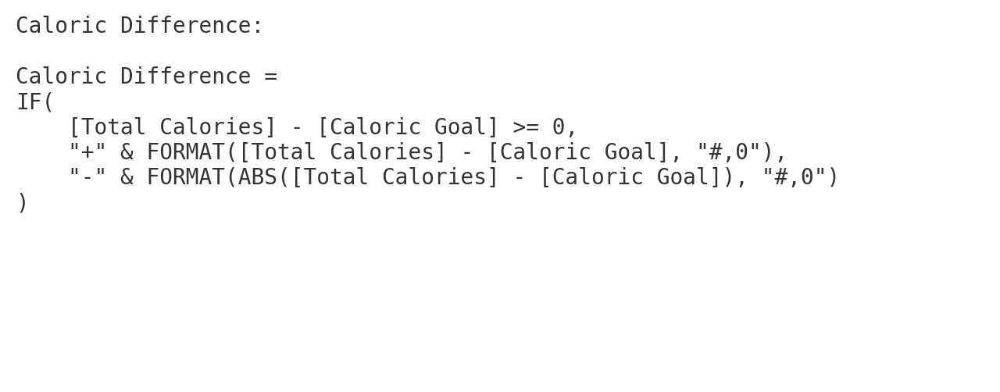 Caloric Difference:

Caloric Difference =
IF(
    [Total Calories] - [Caloric Goal] >= 0,
    "+" & FORMAT([Total Calories] - [Caloric Goal], "#,0"),
    "-" & FORMAT(ABS([Total Calories] - [Caloric Goal]), "#,0")
)